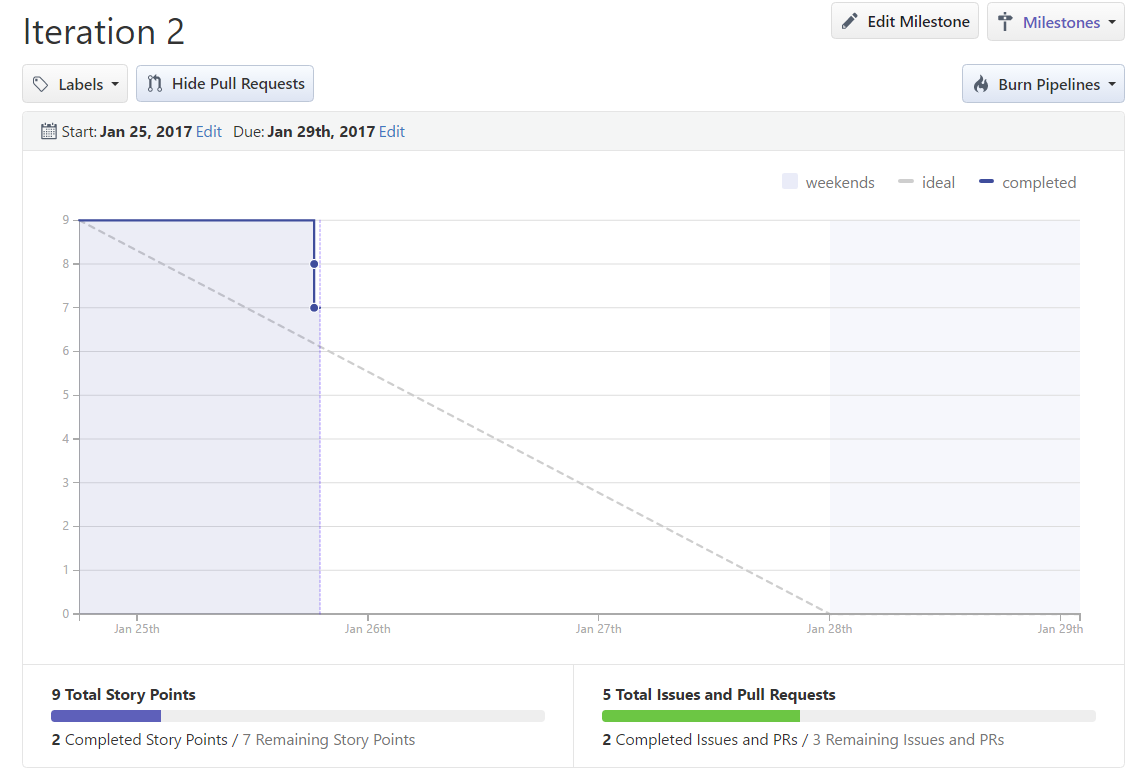 Iteration 2
Edit Milestone
Milestones
Labels
Hide Pull Requests
Burn Pipelines
Start: Jan 25, 2017 Edit Due: Jan 29th, 2017 Edit
weekends ideal completed
9
8
7
6
5
4
3
2
1
0
Jan 25th Jan 26th Jan 27th Jan 28th Jan 29th
9 Total Story Points
2 Completed Story Points / 7 Remaining Story Points
5 Total Issues and Pull Requests
2 Completed Issues and PRs / 3 Remaining Issues and PRs